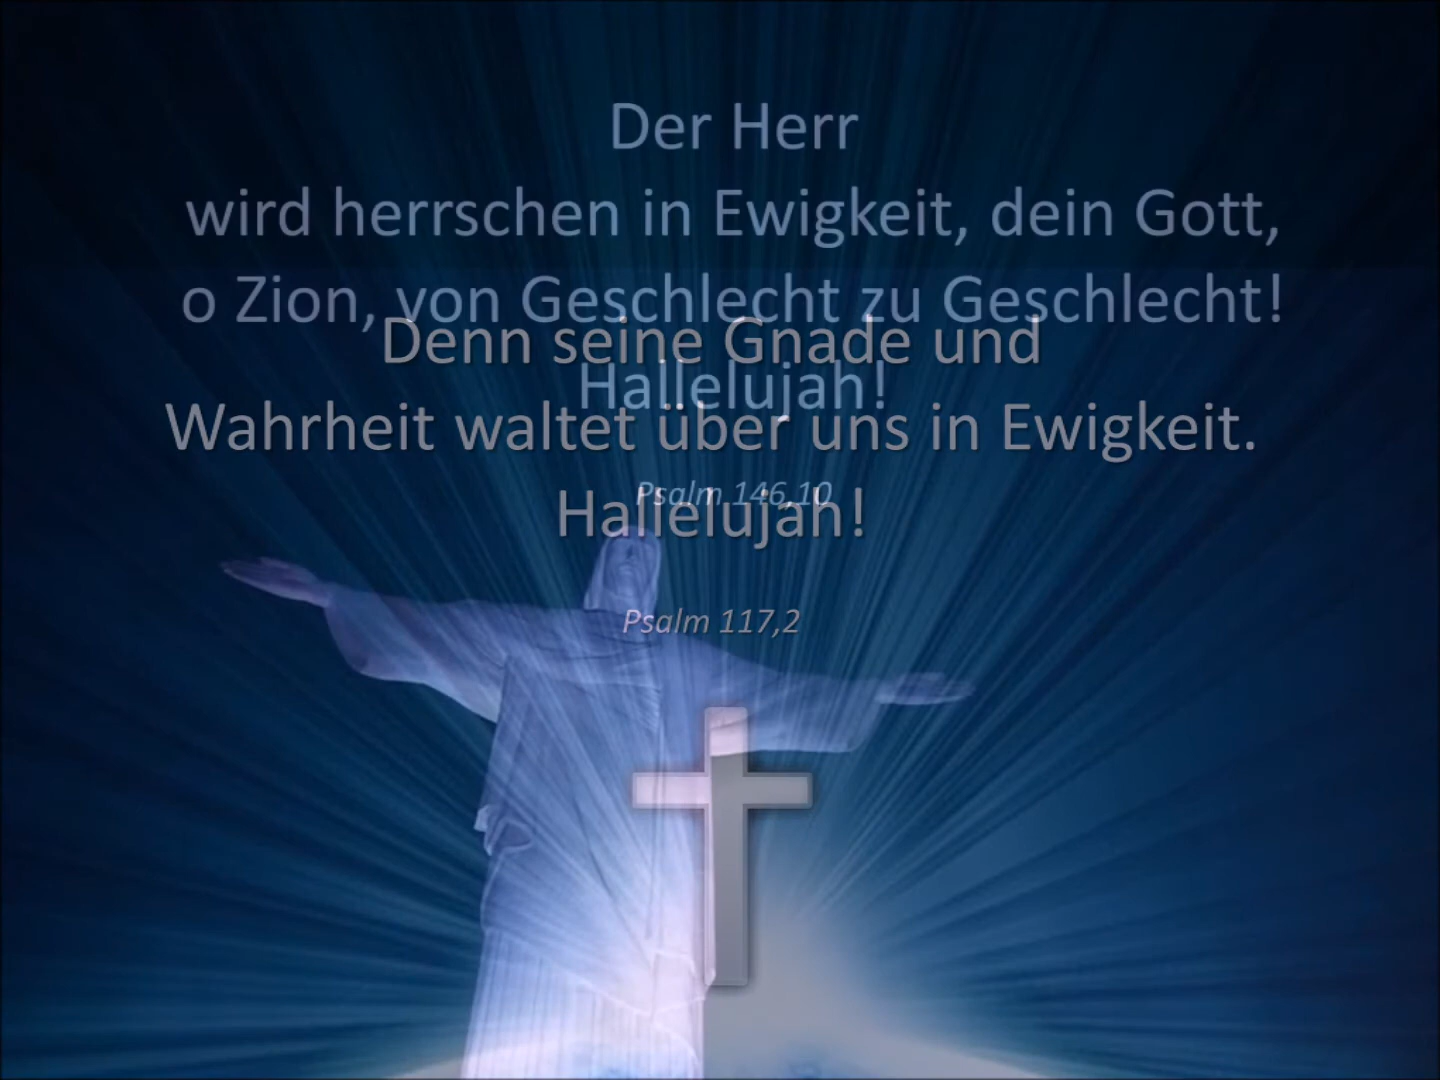 Der Herr
wird herrschen in Ewigkeit, dein Gott,
o Zion, von Geschlecht zu Geschlecht!
Hallelujah!
Psalm 146,10
Denn seine Gnade und
Wahrheit waltet über uns in Ewigkeit.
Hallelujah!
Psalm 117,2